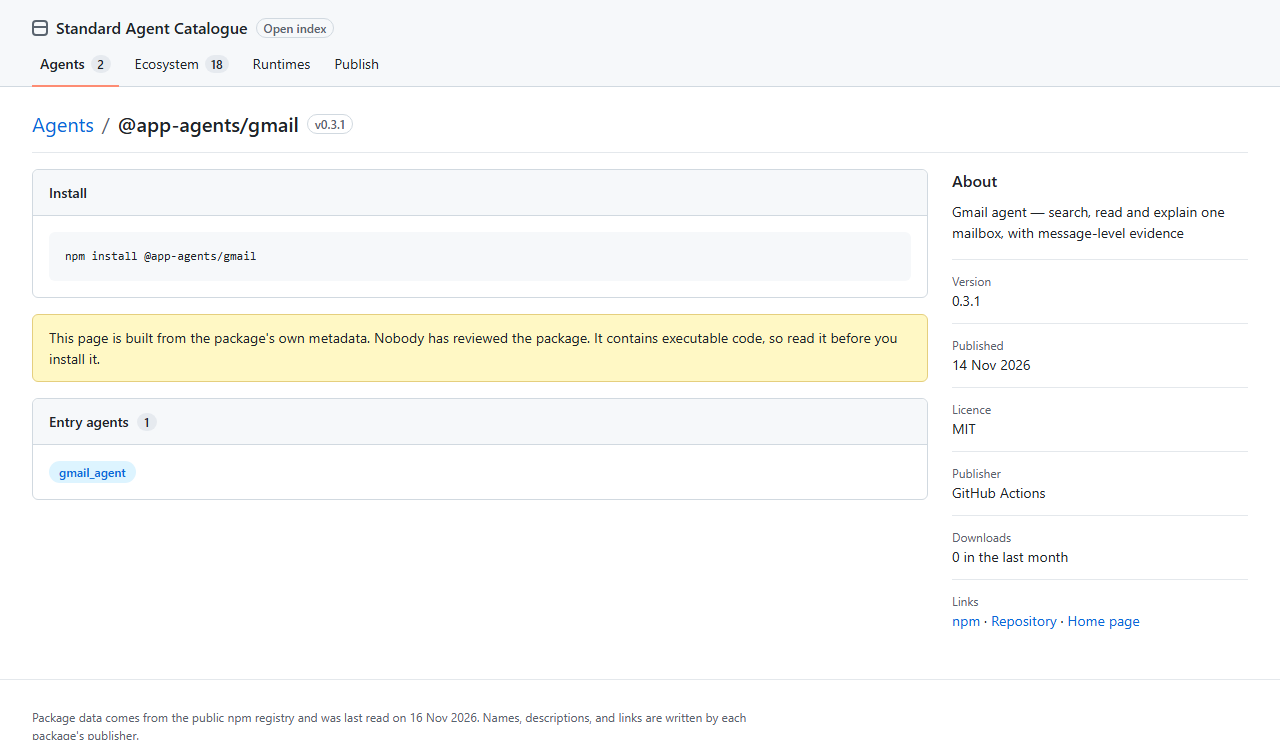 Standard Agent Catalogue Open index
Agents 2 Ecosystem 18 Runtimes Publish
Agents / @app-agents/gmail v0.3.1
Install
npm install @app-agents/gmail
This page is built from the package's own metadata. Nobody has reviewed the package. It contains executable code, so read it before you
install it.
Entry agents 1
gmail_agent
About
Gmail agent — search, read and explain one
mailbox, with message-level evidence
Version
0.3.1
Published
14 Nov 2026
Licence
MIT
Publisher
GitHub Actions
Downloads
0 in the last month
Links
npm · Repository · Home page
Package data comes from the public npm registry and was last read on 16 Nov 2026. Names, descriptions, and links are written by each
package's publisher.